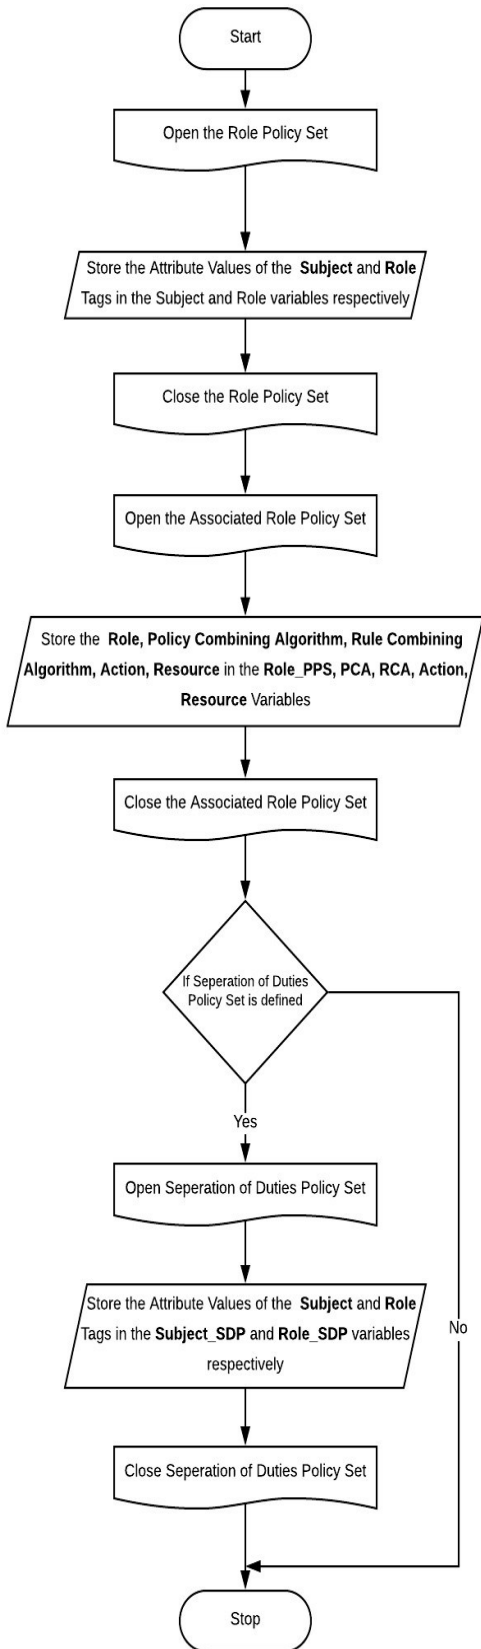 Start
Open the Role Policy Set
Store the Attribute Values of the Subject and Role
Tags in the Subject and Role variables respectively
Close the Role Policy Set
Open the Associated Role Policy Set
Store the Role, Policy Combining Algorithm, Rule Combining
Algorithm, Action, Resource in the Role_PPS, PCA, RCA, Action,
Resource Variables
Close the Associated Role Policy Set
If Seperation of Duties
Policy Set is defined
Yes
Open Seperation of Duties Policy Set
Store the Attribute Values of the Subject and Role
Tags in the Subject_SDP and Role_SDP variables
respectively
No
Close Seperation of Duties Policy Set
Stop